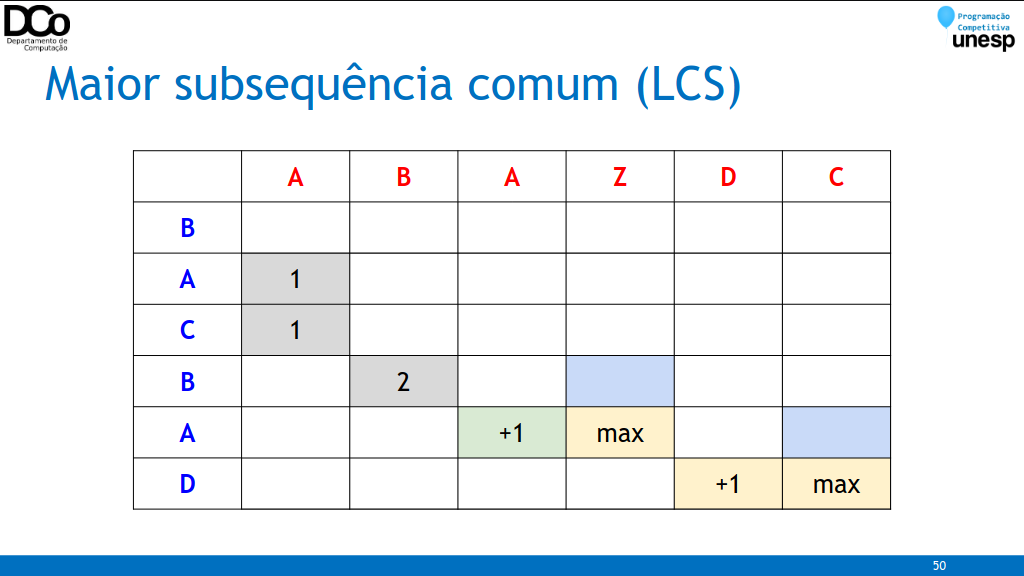 DCo
Departamento de
Computação
Programação
Competitiva
unesp
Maior subsequência comum (LCS)
A B A Z D C
B
A 1
C 1
B 2
A +1 max
D +1 max
50